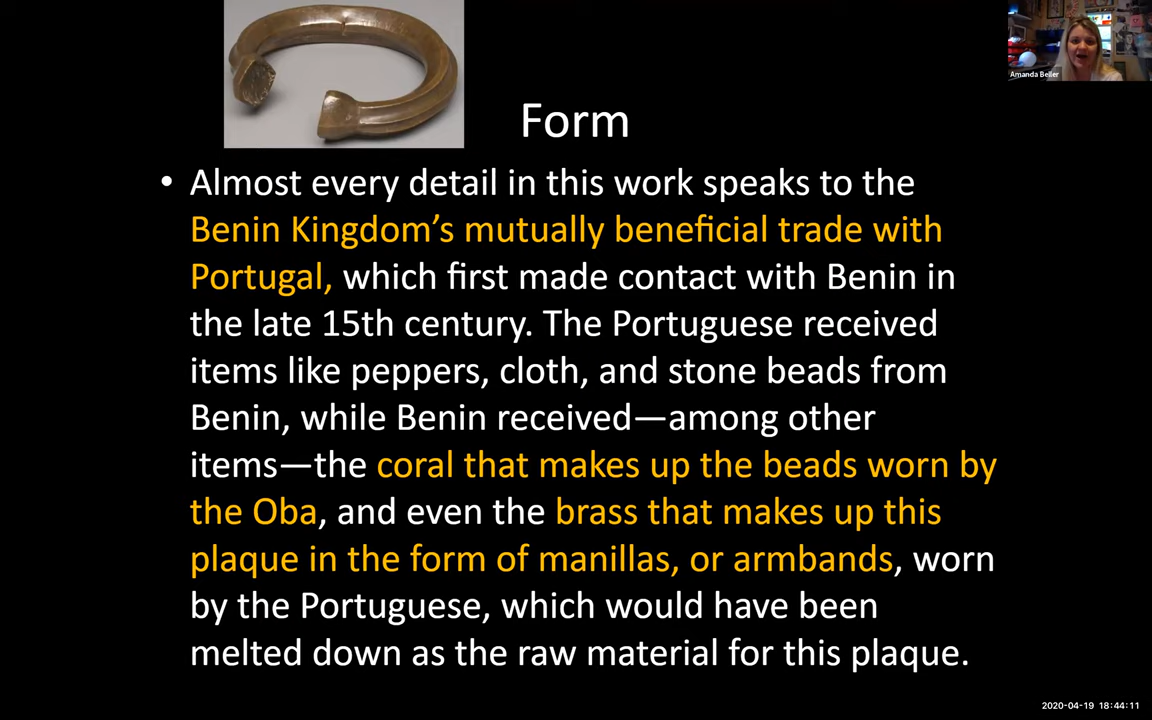 Amanda Beiler
Form
• Almost every detail in this work speaks to the
Benin Kingdom’s mutually beneficial trade with
Portugal, which first made contact with Benin in
the late 15th century. The Portuguese received
items like peppers, cloth, and stone beads from
Benin, while Benin received—among other
items—the coral that makes up the beads worn by
the Oba, and even the brass that makes up this
plaque in the form of manillas, or armbands, worn
by the Portuguese, which would have been
melted down as the raw material for this plaque.
2020-04-19 18:44:11